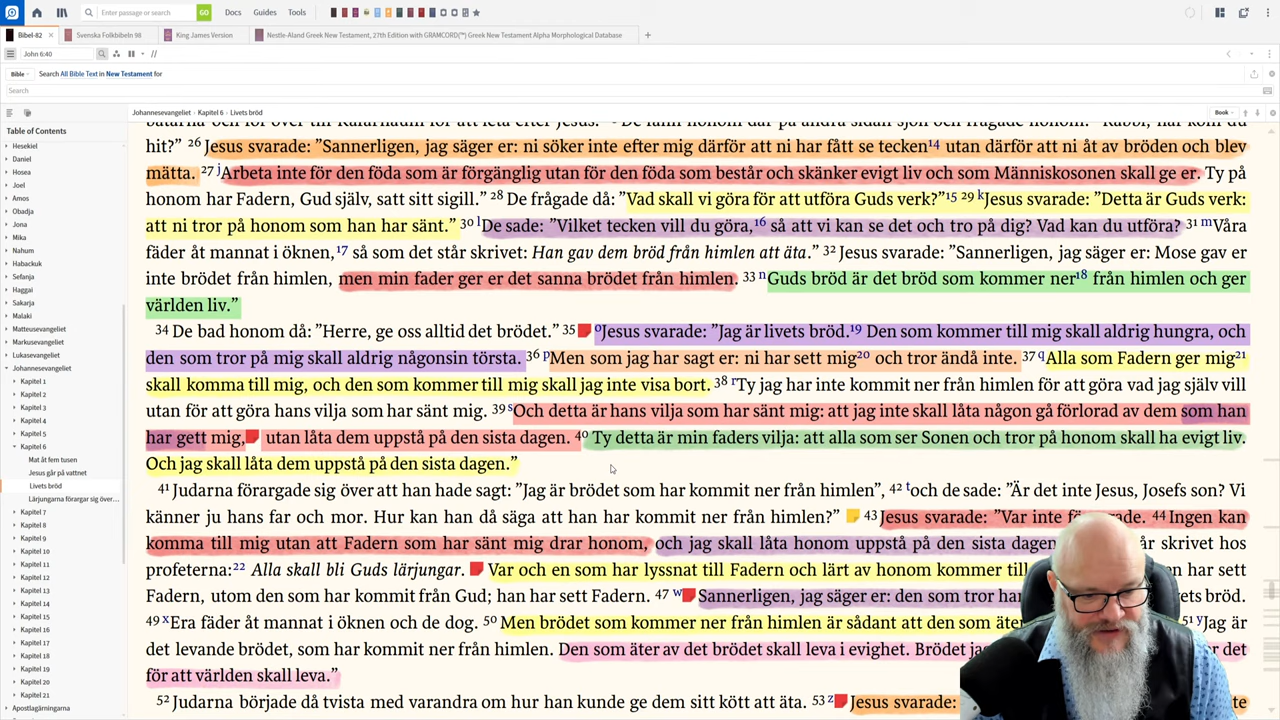 Enter passage or search
GO
Docs
Guides
Tools
Bibel-82
Svenska Folkbibeln 98
King James Version
Nestle-Aland Greek New Testament, 27th Edition with GRAMCORD(™) Greek New Testament Alpha Morphological Database
John 6:40
Bible
Search All Bible Text in New Testament for
Search
Johannesevangeliet › Kapitel 6 › Livets bröd
Book
Table of Contents
Hesekiel
Daniel
Hosea
Joel
Amos
Obadja
Jona
Mika
Nahum
Habackuk
Sefanja
Haggai
Sakarja
Malaki
Matteusevangeliet
Markusevangeliet
Lukasevangeliet
Johannesevangeliet
Kapitel 1
Kapitel 2
Kapitel 3
Kapitel 4
Kapitel 5
Kapitel 6
Mat åt fem tusen
Jesus går på vattnet
Livets bröd
Lärjungarna förargar sig över...
Kapitel 7
Kapitel 8
Kapitel 9
Kapitel 10
Kapitel 11
Kapitel 12
Kapitel 13
Kapitel 14
Kapitel 15
Kapitel 16
Kapitel 17
Kapitel 18
Kapitel 19
Kapitel 20
Kapitel 21
Apostlagärningarna
hit?” 26 Jesus svarade: ”Sannerligen, jag säger er: ni söker inte efter mig därför att ni har fått se tecken14 utan därför att ni åt av bröden och blev
mätta. 27 j Arbeta inte för den föda som är förgänglig utan för den föda som består och skänker evigt liv och som Människosonen skall ge er. Ty på
honom har Fadern, Gud själv, satt sitt sigill.” 28 De frågade då: ”Vad skall vi göra för att utföra Guds verk?”15 29 k Jesus svarade: ”Detta är Guds verk:
att ni tror på honom som han har sänt.” 30 l De sade: ”Vilket tecken vill du göra,16 så att vi kan se det och tro på dig? Vad kan du utföra? 31 m Våra
fäder åt mannat i öknen,17 så som det står skrivet: Han gav dem bröd från himlen att äta.” 32 Jesus svarade: ”Sannerligen, jag säger er: Mose gav er
inte brödet från himlen, men min fader ger er det sanna brödet från himlen. 33 n Guds bröd är det bröd som kommer ner18 från himlen och ger
världen liv.”
34 De bad honom då: ”Herre, ge oss alltid det brödet.” 35 o Jesus svarade: ”Jag är livets bröd.19 Den som kommer till mig skall aldrig hungra, och
den som tror på mig skall aldrig någonsin törsta. 36 p Men som jag har sagt er: ni har sett mig20 och tror ändå inte. 37 q Alla som Fadern ger mig21
skall komma till mig, och den som kommer till mig skall jag inte visa bort. 38 r Ty jag har inte kommit ner från himlen för att göra vad jag själv vill
utan för att göra hans vilja som har sänt mig. 39 s Och detta är hans vilja som har sänt mig: att jag inte skall låta någon gå förlorad av dem som han
har gett mig, utan låta dem uppstå på den sista dagen. 40 Ty detta är min faders vilja: att alla som ser Sonen och tror på honom skall ha evigt liv.
Och jag skall låta dem uppstå på den sista dagen.”
41 Judarna förargade sig över att han hade sagt: ”Jag är brödet som har kommit ner från himlen”, 42 t och de sade: ”Är det inte Jesus, Josefs son? Vi
känner ju hans far och mor. Hur kan han då säga att han har kommit ner från himlen?” 43 Jesus svarade: ”Var inte förargade. 44 Ingen kan
komma till mig utan att Fadern som har sänt mig drar honom, och jag skall låta honom uppstå på den sista dagen skrivet hos
profeterna:22 Alla skall bli Guds lärjungar. Var och en som har lyssnat till Fadern och lärt av honom kommer till har sett
Fadern, utom den som har kommit från Gud; han har sett Fadern. 47 w Sannerligen, jag säger er: den som tror har livets bröd.
49 x Era fäder åt mannat i öknen och de dog. 50 Men brödet som kommer ner från himlen är sådant att den som äter 51 y Jag är
det levande brödet, som har kommit ner från himlen. Den som äter av det brödet skall leva i evighet. Brödet er det
för att världen skall leva.”
52 Judarna började då tvista med varandra om hur han kunde ge dem sitt kött att äta. 53 z Jesus svarade: